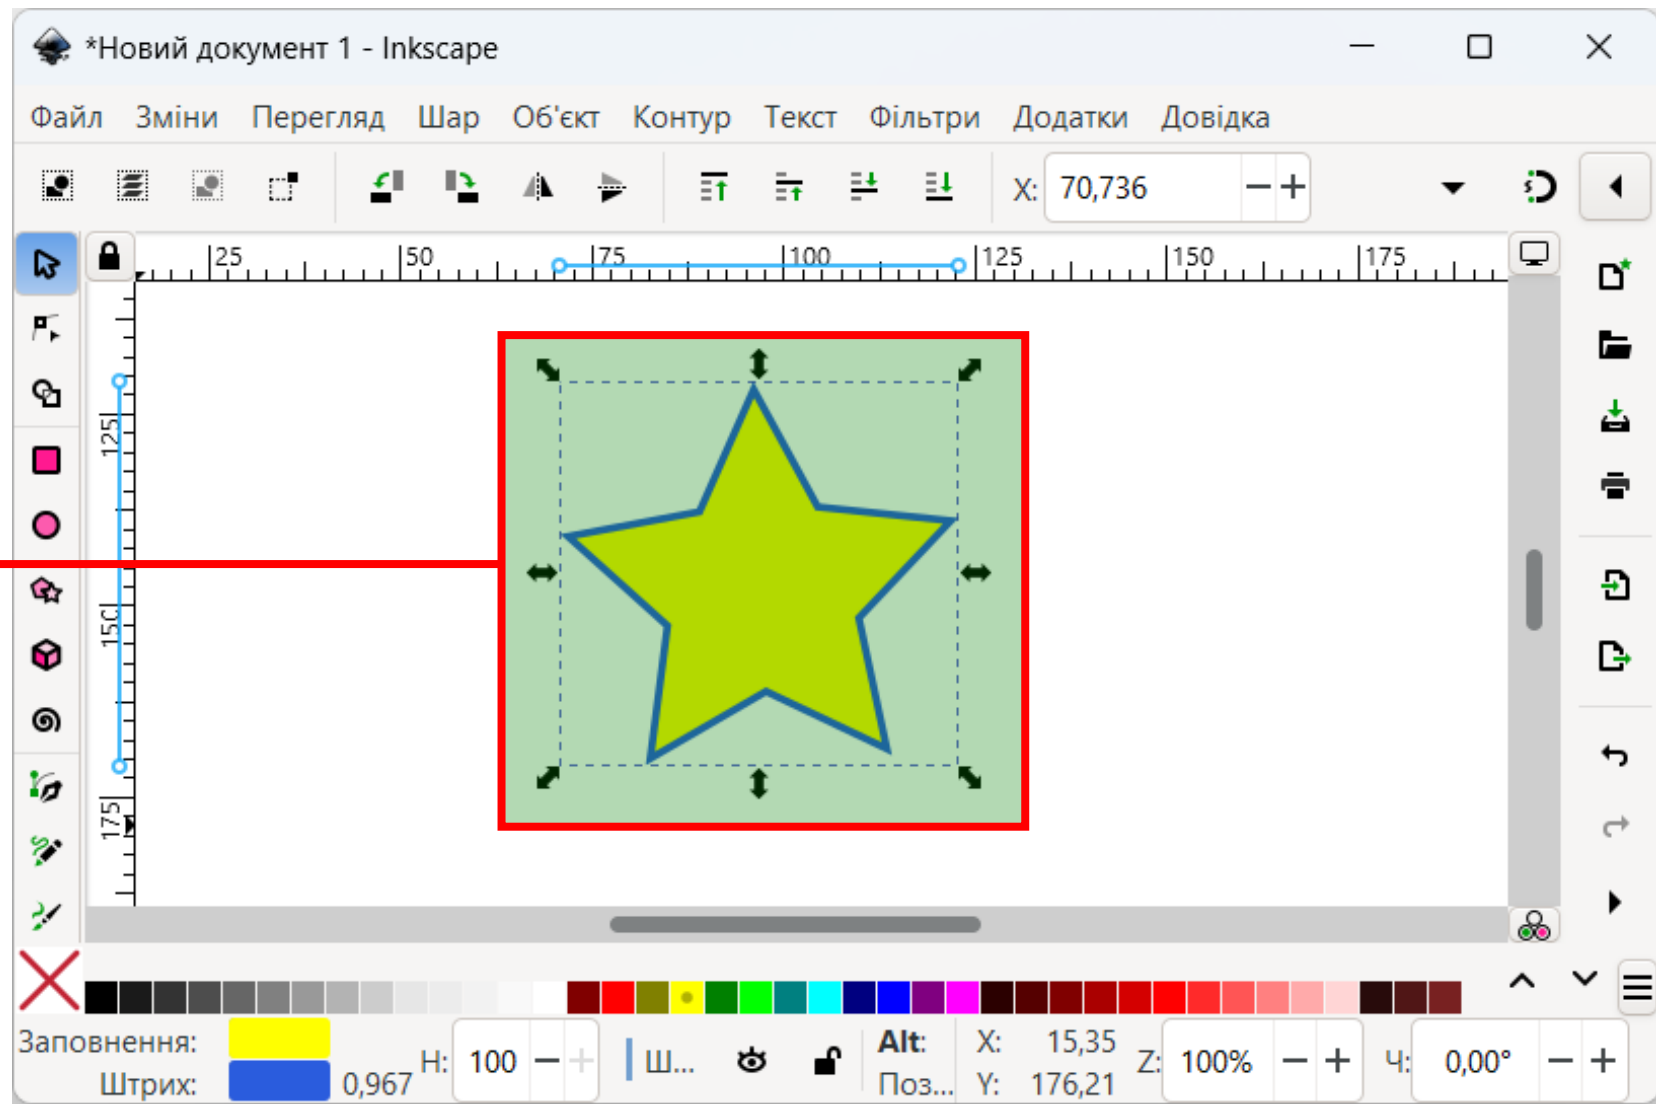 *Новий документ 1 - Inkscape
Файл Зміни Перегляд Шар Об'єкт Контур Текст Фільтри Додатки Довідка
X: 70,736
25 50 75 100 125 150 175
125
150
175
Заповнення:
Штрих: 0,967
Н: 100
Ш...
Alt:
Поз...
X: 15,35
Y: 176,21
Z: 100%
Ч: 0,00°